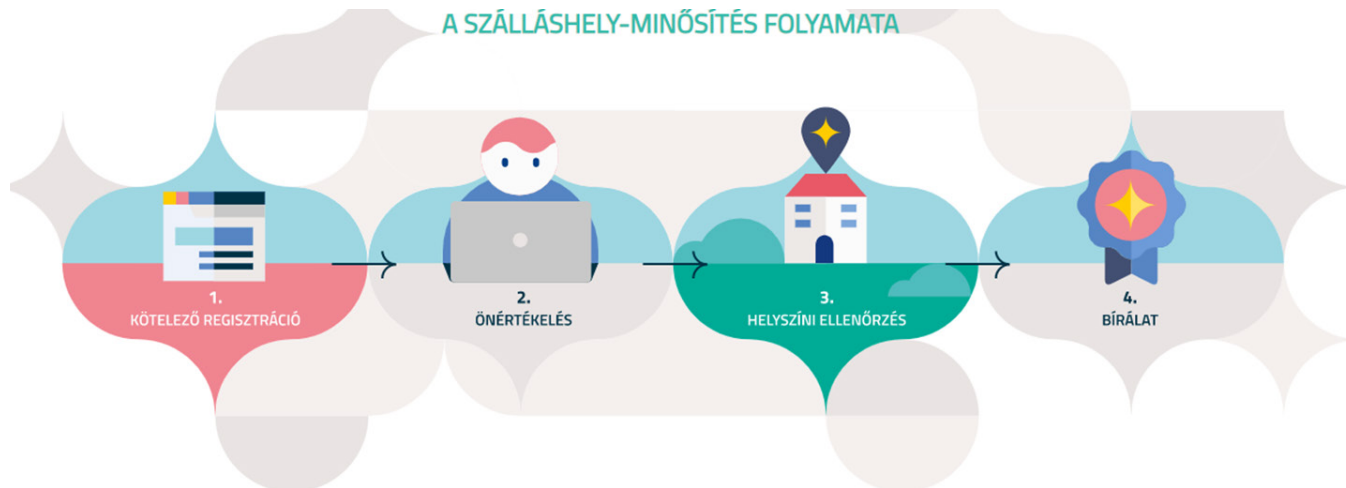 A SZÁLLÁSHELY-MINŐSÍTÉS FOLYAMATA
1.
KÖTELEZŐ REGISZTRÁCIÓ
2.
ÖNÉRTÉKELÉS
3.
HELYSZÍNI ELLENŐRZÉS
4.
BÍRÁLAT